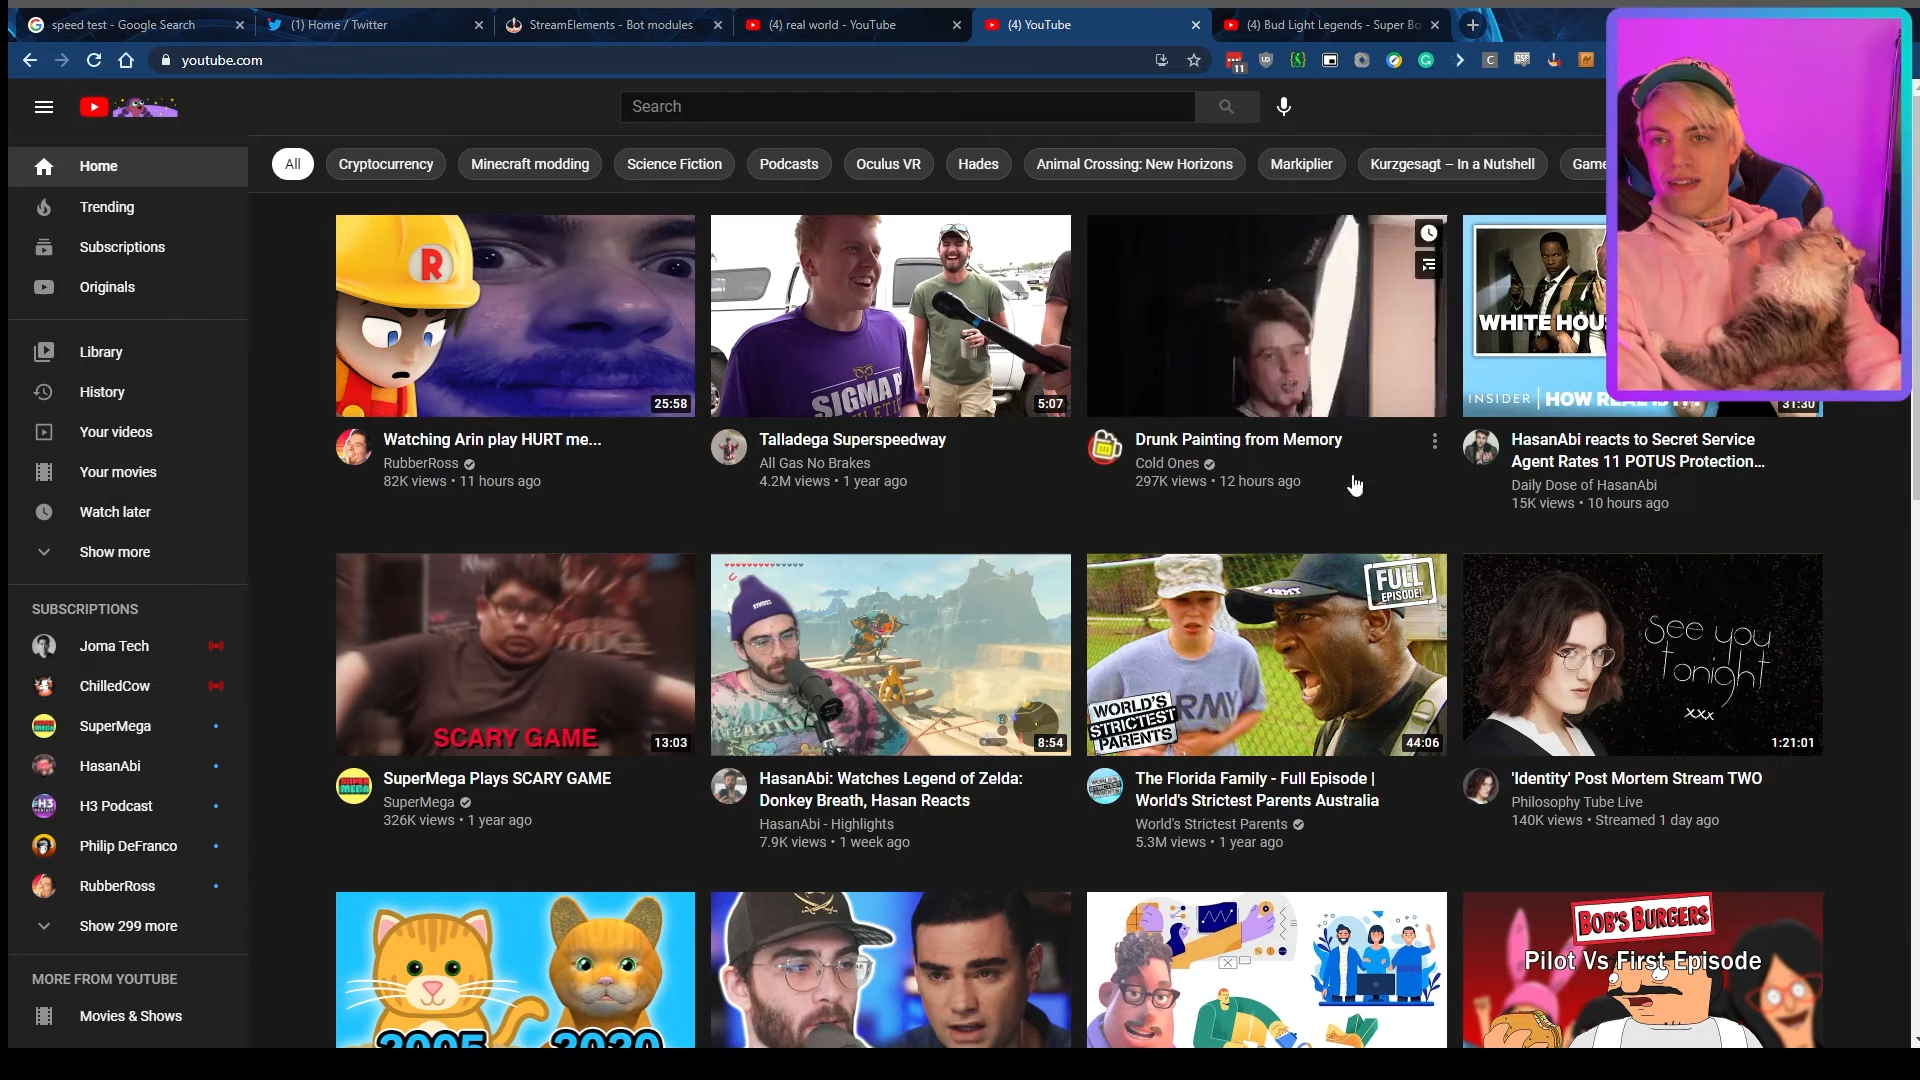 speed test - Google Search
(1) Home / Twitter
StreamElements - Bot modules
(4) real world - YouTube
(4) YouTube
(4) Bud Light Legends - Super Bo
youtube.com
11
Search
Home
Trending
Subscriptions
Originals
Library
History
Your videos
Your movies
Watch later
Show more
SUBSCRIPTIONS
Joma Tech
ChilledCow
SuperMega
HasanAbi
H3 Podcast
Philip DeFranco
RubberRoss
Show 299 more
MORE FROM YOUTUBE
Movies & Shows
All
Cryptocurrency
Minecraft modding
Science Fiction
Podcasts
Oculus VR
Hades
Animal Crossing: New Horizons
Markiplier
Kurzgesagt – In a Nutshell
Game
R
25:58
Watching Arin play HURT me...
RubberRoss
82K views • 11 hours ago
SIGMA P
5:07
Talladega Superspeedway
All Gas No Brakes
4.2M views • 1 year ago
Drunk Painting from Memory
Cold Ones
297K views • 12 hours ago
WHITE HOU
INSIDER
31:30
HasanAbi reacts to Secret Service
Agent Rates 11 POTUS Protection...
Daily Dose of HasanAbi
15K views • 10 hours ago
SCARY GAME
13:03
SuperMega Plays SCARY GAME
SuperMega
326K views • 1 year ago
8:54
HasanAbi: Watches Legend of Zelda:
Donkey Breath, Hasan Reacts
HasanAbi - Highlights
7.9K views • 1 week ago
FULL
EPISODE!
ARMY
WORLD'S
STRICTEST
PARENTS
44:06
The Florida Family - Full Episode |
World's Strictest Parents Australia
World's Strictest Parents
5.3M views • 1 year ago
see you
tonight
xxx
1:21:01
'Identity' Post Mortem Stream TWO
Philosophy Tube Live
140K views • Streamed 1 day ago
2005
2020
BOB'S BURGERS
Pilot Vs First Episode